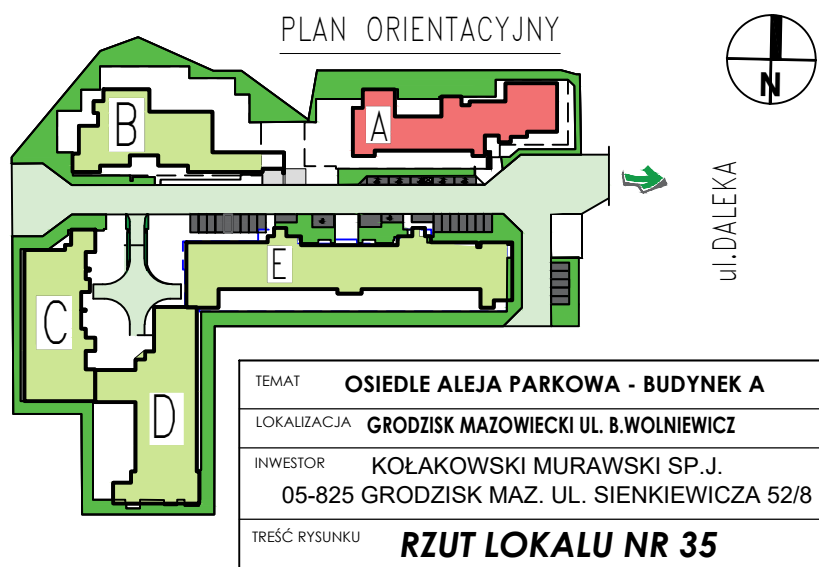 PLAN ORIENTACYJNY
N
B
A
ul.DALEKA
E
C
D
TEMAT OSIEDLE ALEJA PARKOWA - BUDYNEK A
LOKALIZACJA GRODZISK MAZOWIECKI UL. B.WOLNIEWICZ
INWESTOR KOŁAKOWSKI MURAWSKI SP.J.
05-825 GRODZISK MAZ. UL. SIENKIEWICZA 52/8
TREŚĆ RYSUNKU RZUT LOKALU NR 35